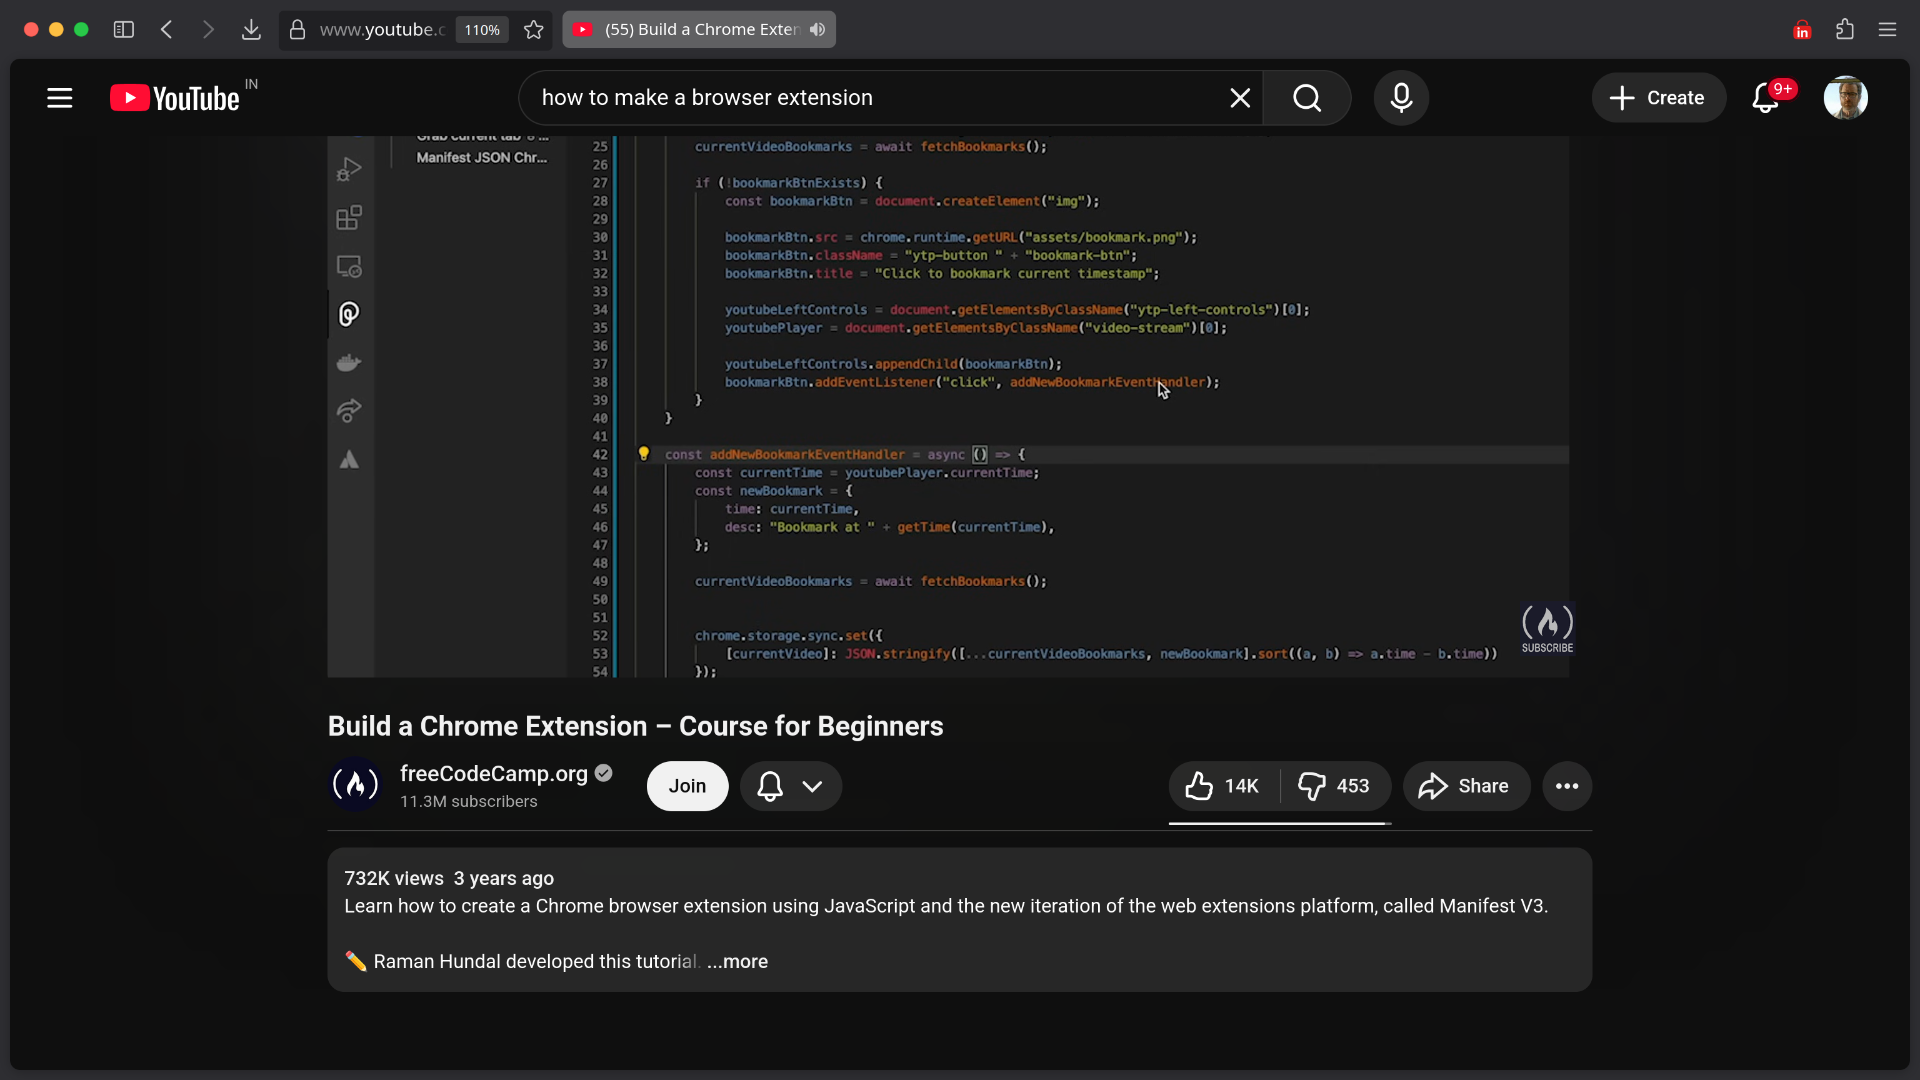 www.youtube.c
110%
(55) Build a Chrome Exten
in
YouTube
IN
how to make a browser extension
Create
9+
Grab current tab
Manifest JSON Chr...
25 currentVideoBookmarks = await fetchBookmarks();
26
27 if (!bookmarkBtnExists) {
28 const bookmarkBtn = document.createElement("img");
29
30 bookmarkBtn.src = chrome.runtime.getURL("assets/bookmark.png");
31 bookmarkBtn.className = "ytp-button " + "bookmark-btn";
32 bookmarkBtn.title = "Click to bookmark current timestamp";
33
34 youtubeLeftControls = document.getElementsByClassName("ytp-left-controls")[0];
35 youtubePlayer = document.getElementsByClassName("video-stream")[0];
36
37 youtubeLeftControls.appendChild(bookmarkBtn);
38 bookmarkBtn.addEventListener("click", addNewBookmarkEventHandler);
39 }
40 }
41
42 const addNewBookmarkEventHandler = async () => {
43 const currentTime = youtubePlayer.currentTime;
44 const newBookmark = {
45 time: currentTime,
46 desc: "Bookmark at " + getTime(currentTime),
47 };
48
49 currentVideoBookmarks = await fetchBookmarks();
50
51
52 chrome.storage.sync.set({
53 [currentVideo]: JSON.stringify([...currentVideoBookmarks, newBookmark].sort((a, b) => a.time - b.time))
54 });
SUBSCRIBE
Build a Chrome Extension – Course for Beginners
freeCodeCamp.org
11.3M subscribers
Join
14K
453
Share
732K views 3 years ago
Learn how to create a Chrome browser extension using JavaScript and the new iteration of the web extensions platform, called Manifest V3.
✏️ Raman Hundal developed this tutorial. ...more